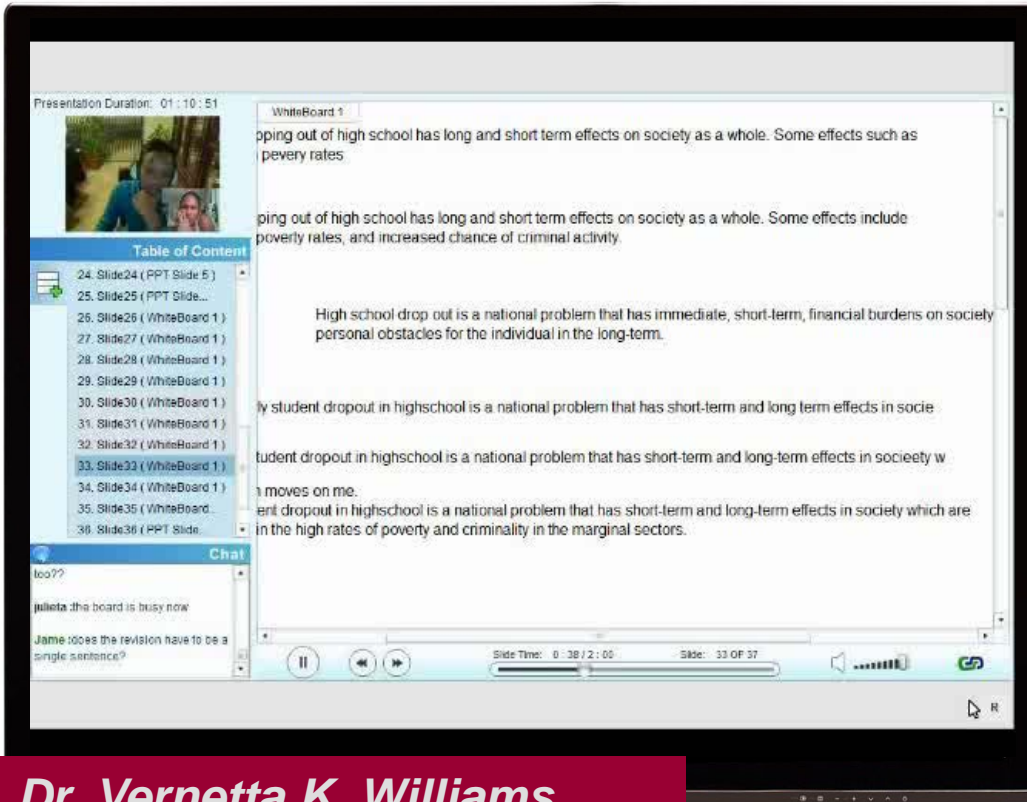 Presentation Duration: 01 : 10 : 51
Table of Content
24. Slide24 ( PPT Slide 5 )
25. Slide25 ( PPT Slide...
26. Slide26 ( WhiteBoard 1 )
27. Slide27 ( WhiteBoard 1 )
28. Slide28 ( WhiteBoard 1 )
29. Slide29 ( WhiteBoard 1 )
30. Slide30 ( WhiteBoard 1 )
31. Slide31 ( WhiteBoard 1 )
32. Slide32 ( WhiteBoard 1 )
33. Slide33 ( WhiteBoard 1 )
34. Slide34 ( WhiteBoard 1 )
35. Slide35 ( WhiteBoard...
36. Slide36 ( PPT Slide...
Chat
too??
julieta :the board is busy now
Jame :does the revision have to be a
single sentence?
WhiteBoard 1
pping out of high school has long and short term effects on society as a whole. Some effects such as
pevery rates
ping out of high school has long and short term effects on society as a whole. Some effects include
poverty rates, and increased chance of criminal activity.
High school drop out is a national problem that has immediate, short-term, financial burdens on society
personal obstacles for the individual in the long-term.
ly student dropout in highschool is a national problem that has short-term and long term effects in socie
tudent dropout in highschool is a national problem that has short-term and long-term effects in socieety w
moves on me.
ent dropout in highschool is a national problem that has short-term and long-term effects in society which are
in the high rates of poverty and criminality in the marginal sectors.
Slide Time: 0 : 38 / 2 : 00 Slide: 33 OF 37
R
Dr. Vernetta K. Williams